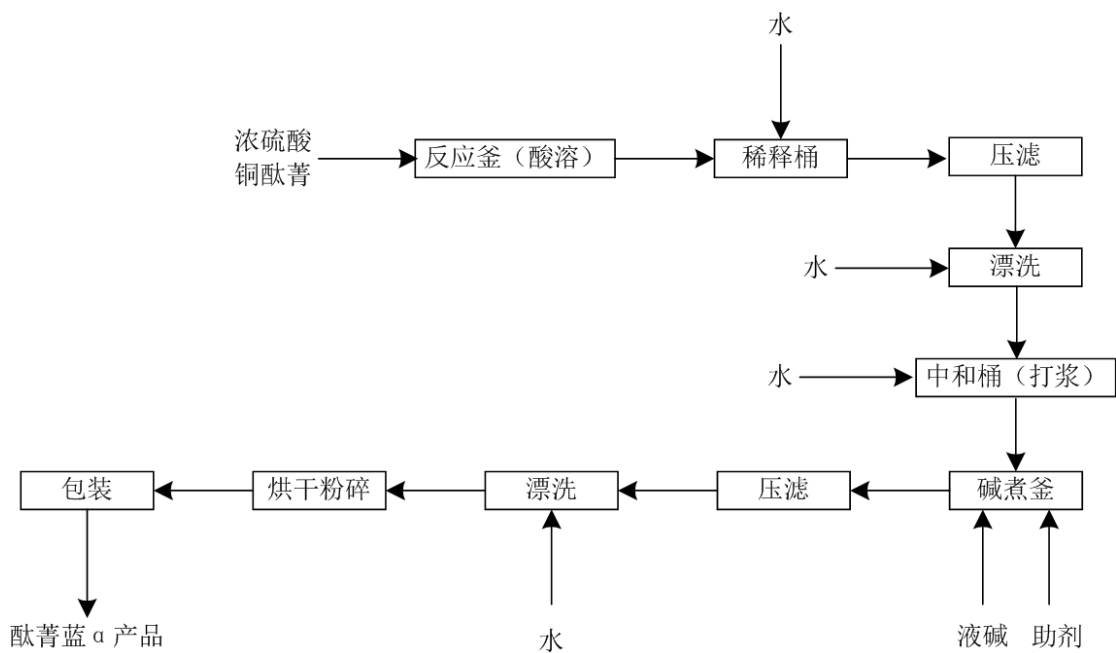 水
浓硫酸
铜酞菁
反应釜（酸溶）
稀释桶
压滤
水
漂洗
水
中和桶（打浆）
包装
烘干粉碎
漂洗
压滤
碱煮釜
酞菁蓝α产品
水
液碱
助剂